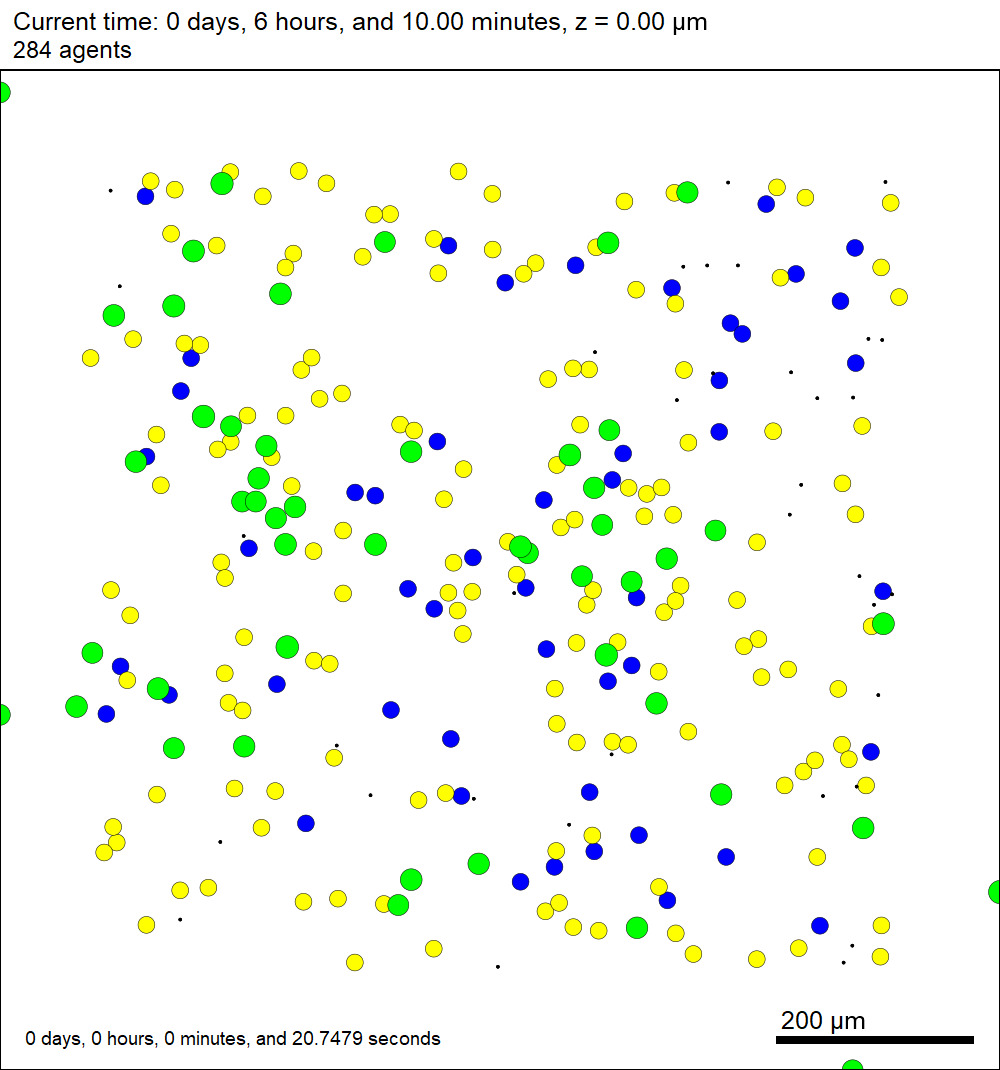 Current time: 0 days, 6 hours, and 10.00 minutes, z = 0.00 µm
284 agents
200 µm
0 days, 0 hours, 0 minutes, and 20.7479 seconds